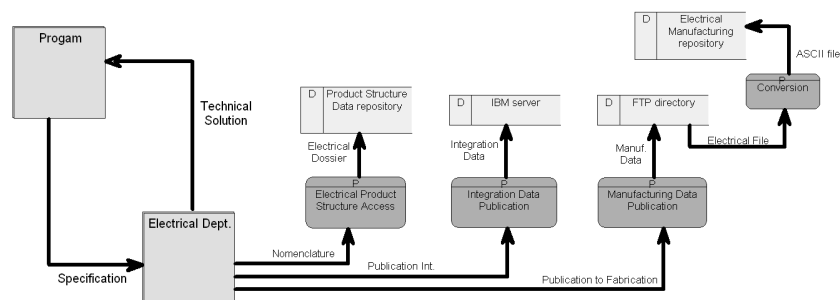 Progam
Technical
Solution
Specification
Electrical Dept.
D
Product Structure
Data repository
Electrical
Dossier
P
Electrical Product
Structure Access
Nomenclature
D
IBM server
Integration
Data
P
Integration Data
Publication
Publication Int.
D
FTP directory
Manuf.
Data
P
Manufacturing Data
Publication
Publication to Fabrication
Electrical File
P
Conversion
ASCII file
D
Electrical
Manufacturing
repository